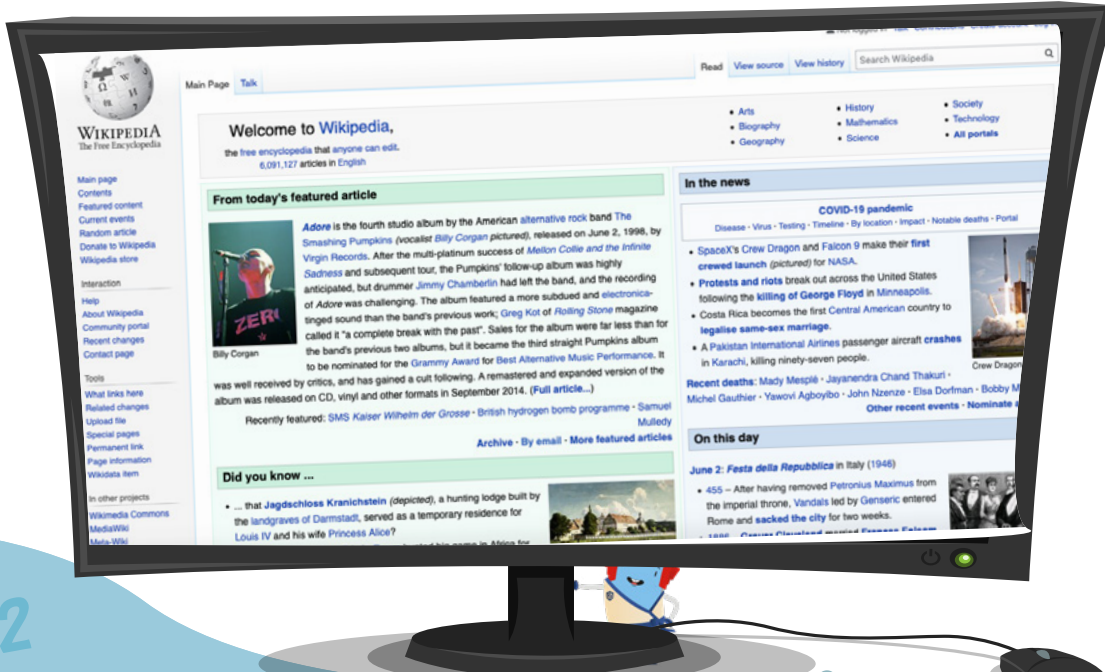 Main Page
Talk
Read
View source
View history
Search Wikipedia
WIKIPEDIA
The Free Encyclopedia
Main page
Contents
Featured content
Current events
Random article
Donate to Wikipedia
Wikipedia store
Interaction
Help
About Wikipedia
Community portal
Recent changes
Contact page
Tools
What links here
Related changes
Upload file
Special pages
Permanent link
Page information
Wikidata item
In other projects
Wikimedia Commons
MediaWiki
Meta-Wiki
Welcome to Wikipedia,
the free encyclopedia that anyone can edit.
6,091,127 articles in English
• Arts
• Biography
• Geography
• History
• Mathematics
• Science
• Society
• Technology
• All portals
From today's featured article
ZER
Billy Corgan
Adore is the fourth studio album by the American alternative rock band The
Smashing Pumpkins (vocalist Billy Corgan pictured), released on June 2, 1998, by
Virgin Records. After the multi-platinum success of Mellon Collie and the Infinite
Sadness and subsequent tour, the Pumpkins' follow-up album was highly
anticipated, but drummer Jimmy Chamberlin had left the band, and the recording
of Adore was challenging. The album featured a more subdued and electronica-
tinged sound than the band's previous work; Greg Kot of Rolling Stone magazine
called it "a complete break with the past". Sales for the album were far less than for
the band's previous two albums, but it became the third straight Pumpkins album
to be nominated for the Grammy Award for Best Alternative Music Performance. It
was well received by critics, and has gained a cult following. A remastered and expanded version of the
album was released on CD, vinyl and other formats in September 2014. (Full article...)
Recently featured: SMS Kaiser Wilhelm der Grosse · British hydrogen bomb programme · Samuel
Mulledy
Archive · By email · More featured articles
Did you know ...
• ... that Jagdschloss Kranichstein (depicted), a hunting lodge built by
the landgraves of Darmstadt, served as a temporary residence for
Louis IV and his wife Princess Alice?
In the news
COVID-19 pandemic
Disease · Virus · Testing · Timeline · By location · Impact · Notable deaths · Portal
• SpaceX's Crew Dragon and Falcon 9 make their first
crewed launch (pictured) for NASA.
• Protests and riots break out across the United States
following the killing of George Floyd in Minneapolis.
• Costa Rica becomes the first Central American country to
legalise same-sex marriage.
• A Pakistan International Airlines passenger aircraft crashes
in Karachi, killing ninety-seven people.
Crew Dragon
Recent deaths: Mady Mesplé · Jayanendra Chand Thakuri ·
Michel Gauthier · Yawovi Agboyibo · John Nzenze · Elsa Dorfman · Bobby M
Other recent events · Nominate a
On this day
June 2: Festa della Repubblica in Italy (1946)
• 455 – After having removed Petronius Maximus from
the imperial throne, Vandals led by Genseric entered
Rome and sacked the city for two weeks.
2